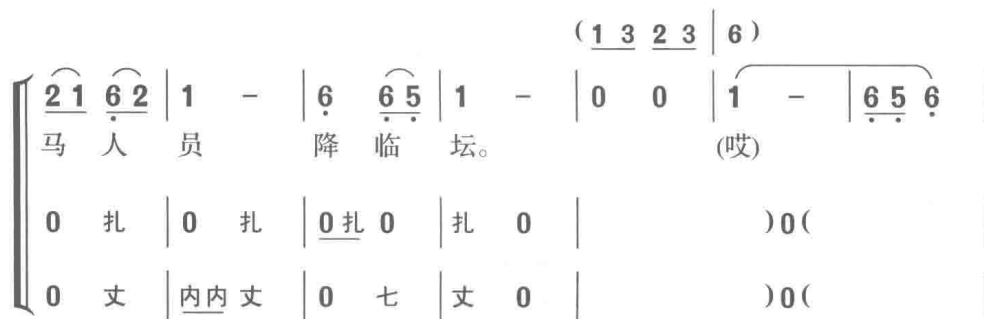 (1 3 2 3 | 6)
2 1 6̣ 2 | 1 - | 6̣ 6̣ 5̣ | 1 - | 0 0 | 1 - | 6̣ 5̣ 6̣
马 人 员 降 临 坛。 (哎)
0 扎 | 0 扎 | 0 扎 0 | 扎 0 | )0(
0 丈 | 内内 丈 | 0 七 | 丈 0 | )0(